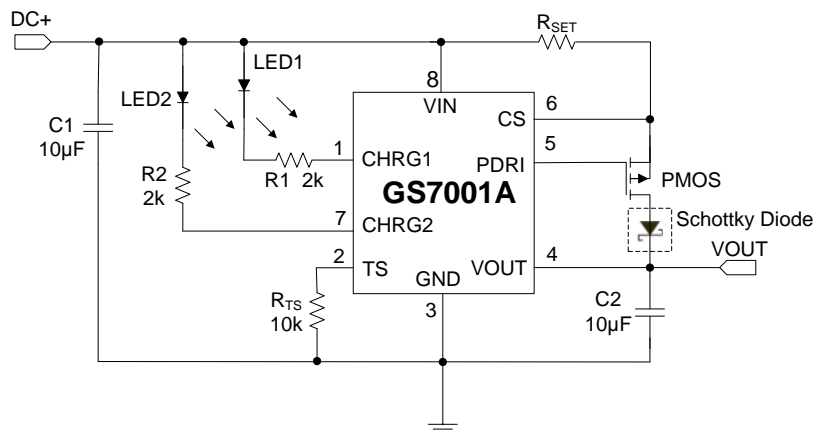 DC+
RSET
LED1
8
VIN
6
CS
LED2
C1
10µF
1
CHRG1
5
PDRI
PMOS
R1 2k
R2
2k
GS7001A
Schottky Diode
7
CHRG2
VOUT
2
TS
GND
VOUT
4
3
RTS
10k
C2
10µF